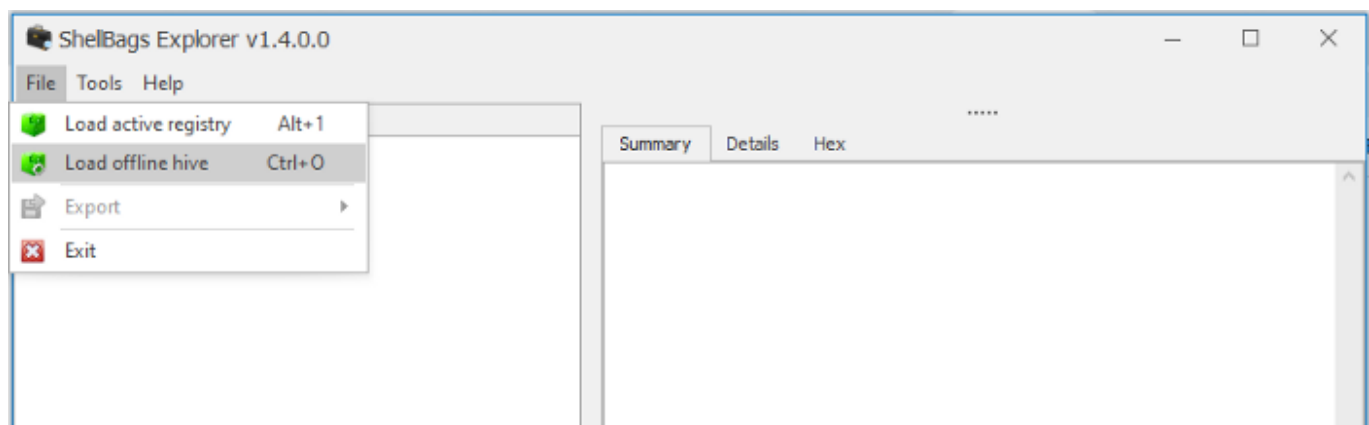 ShellBags Explorer v1.4.0.0
File Tools Help
Load active registry Alt+1
Load offline hive Ctrl+O
Export
Exit
Summary Details Hex